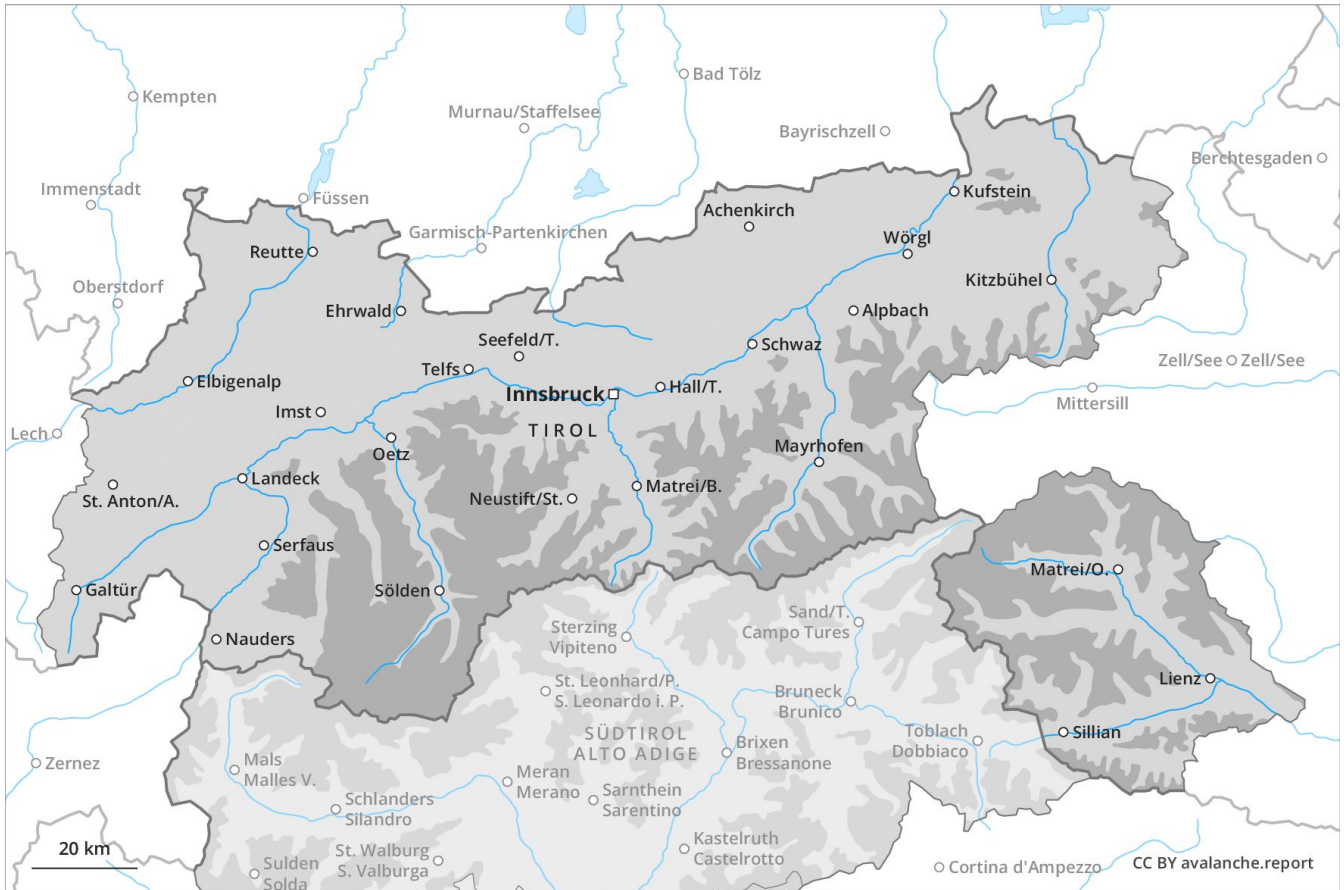 Bad Tölz
Kempten
Murnau/Staffelsee
Bayrischzell
Berchtesgaden
Immenstadt
Füssen
Kufstein
Achenkirch
Garmisch-Partenkirchen
Wörgl
Reutte
Oberstdorf
Kitzbühel
Ehrwald
Alpbach
Seefeld/T.
Schwaz
Telfs
Zell/See
Zell/See
Elbigenalp
Hall/T.
Innsbruck
Mittersill
Imst
TIROL
Lech
Mayrhofen
Oetz
Landeck
Matrei/B.
St. Anton/A.
Neustift/St.
Serfaus
Matrei/O.
Galtür
Sölden
Sand/T.
Campo Tures
Sterzing
Vipiteno
Nauders
Lienz
St. Leonhard/P.
S. Leonardo i. P.
Bruneck
Brunico
Toblach
Dobbiaco
Sillian
SÜDTIROL
ALTO ADIGE
Brixen
Bressanone
Zernez
Mals
Malles V.
Meran
Merano
Sarnthein
Sarentino
Schlanders
Silandro
Kastelruth
Castelrotto
20 km
St. Walburg
S. Valburga
Sulden
Solda
Cortina d'Ampezzo
CC BY avalanche.report